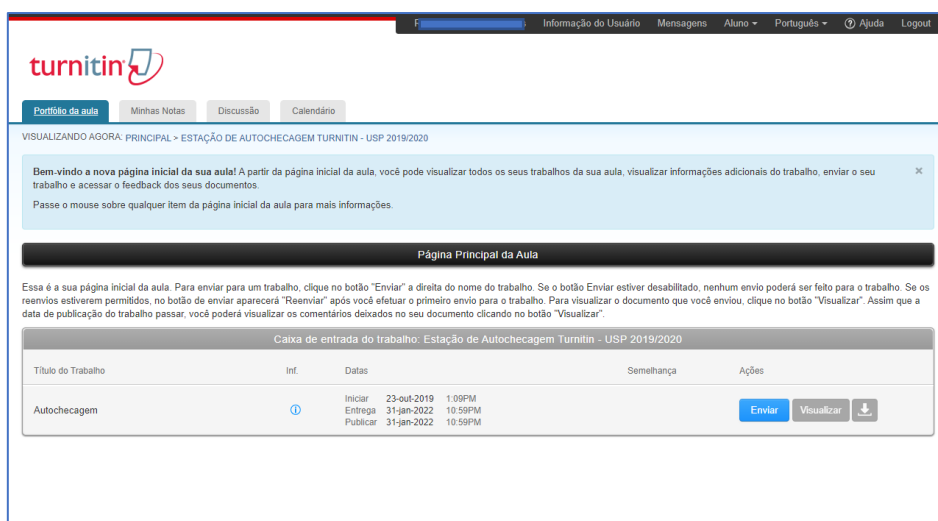 Informação do Usuário Mensagens Aluno Português Ajuda Logout
turnitin
Portfólio da aula Minhas Notas Discussão Calendário
VISUALIZANDO AGORA: PRINCIPAL > ESTAÇÃO DE AUTOCHECAGEM TURNITIN - USP 2019/2020
Bem-vindo a nova página inicial da sua aula! A partir da página inicial da aula, você pode visualizar todos os seus trabalhos da sua aula, visualizar informações adicionais do trabalho, enviar o seu
trabalho e acessar o feedback dos seus documentos.
Passe o mouse sobre qualquer item da página inicial da aula para mais informações.
Página Principal da Aula
Essa é a sua página inicial da aula. Para enviar para um trabalho, clique no botão "Enviar" a direita do nome do trabalho. Se o botão Enviar estiver desabilitado, nenhum envio poderá ser feito para o trabalho. Se os
reenvios estiverem permitidos, no botão de enviar aparecerá "Reenviar" após você efetuar o primeiro envio para o trabalho. Para visualizar o documento que você enviou, clique no botão "Visualizar". Assim que a
data de publicação do trabalho passar, você poderá visualizar os comentários deixados no seu documento clicando no botão "Visualizar".
Caixa de entrada do trabalho: Estação de Autochecagem Turnitin - USP 2019/2020
Título do Trabalho Inf. Datas Semelhança Ações
Iniciar 23-out-2019 1:09PM
Autochecagem Entrega 31-jan-2022 10:59PM Enviar Visualizar
Publicar 31-jan-2022 10:59PM